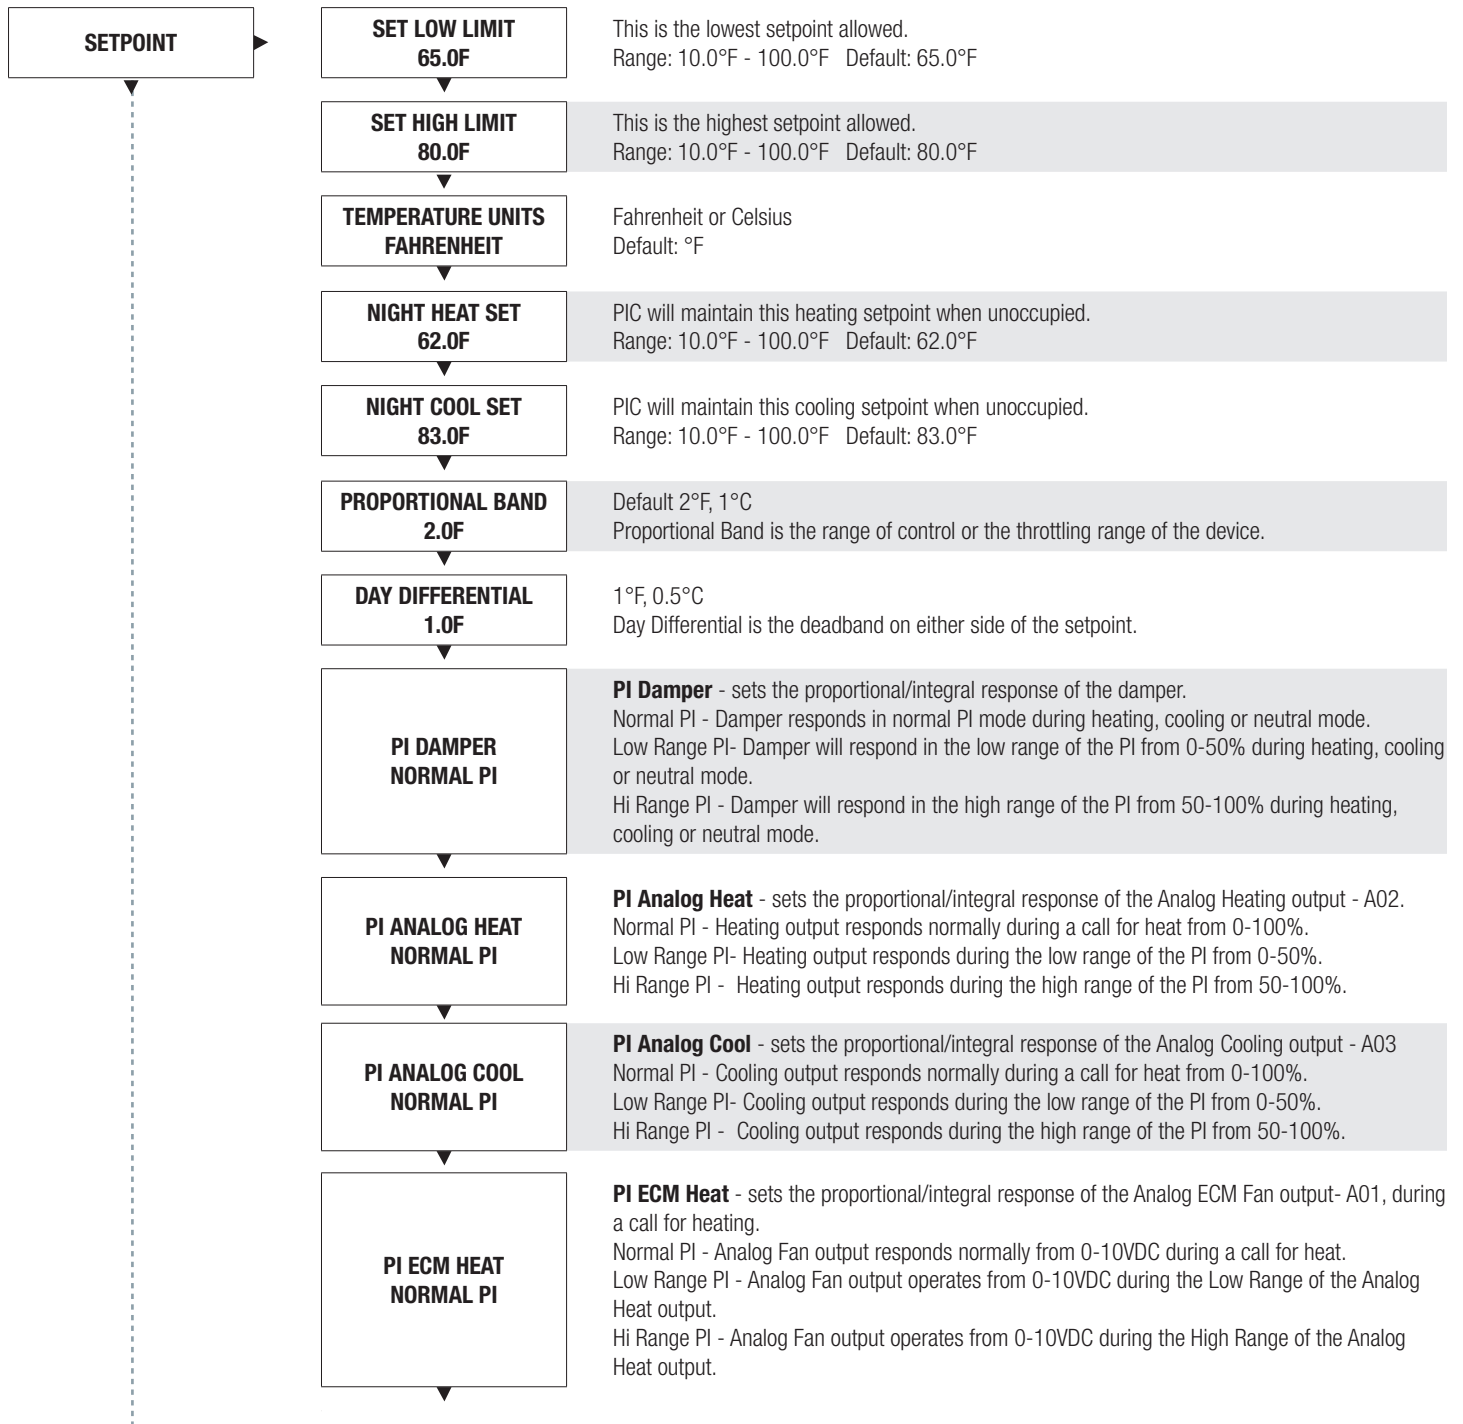 SETPOINT
SET LOW LIMIT
65.0F
This is the lowest setpoint allowed.
Range: 10.0°F - 100.0°F   Default: 65.0°F
SET HIGH LIMIT
80.0F
This is the highest setpoint allowed.
Range: 10.0°F - 100.0°F   Default: 80.0°F
TEMPERATURE UNITS
FAHRENHEIT
Fahrenheit or Celsius
Default: °F
NIGHT HEAT SET
62.0F
PIC will maintain this heating setpoint when unoccupied.
Range: 10.0°F - 100.0°F   Default: 62.0°F
NIGHT COOL SET
83.0F
PIC will maintain this cooling setpoint when unoccupied.
Range: 10.0°F - 100.0°F   Default: 83.0°F
PROPORTIONAL BAND
2.0F
Default 2°F, 1°C
Proportional Band is the range of control or the throttling range of the device.
DAY DIFFERENTIAL
1.0F
1°F, 0.5°C
Day Differential is the deadband on either side of the setpoint.
PI DAMPER
NORMAL PI
PI Damper - sets the proportional/integral response of the damper.
Normal PI - Damper responds in normal PI mode during heating, cooling or neutral mode.
Low Range PI- Damper will respond in the low range of the PI from 0-50% during heating, cooling
or neutral mode.
Hi Range PI - Damper will respond in the high range of the PI from 50-100% during heating,
cooling or neutral mode.
PI ANALOG HEAT
NORMAL PI
PI Analog Heat - sets the proportional/integral response of the Analog Heating output - A02.
Normal PI - Heating output responds normally during a call for heat from 0-100%.
Low Range PI- Heating output responds during the low range of the PI from 0-50%.
Hi Range PI -  Heating output responds during the high range of the PI from 50-100%.
PI ANALOG COOL
NORMAL PI
PI Analog Cool - sets the proportional/integral response of the Analog Cooling output - A03
Normal PI - Cooling output responds normally during a call for heat from 0-100%.
Low Range PI- Cooling output responds during the low range of the PI from 0-50%.
Hi Range PI -  Cooling output responds during the high range of the PI from 50-100%.
PI ECM HEAT
NORMAL PI
PI ECM Heat - sets the proportional/integral response of the Analog ECM Fan output- A01, during
a call for heating.
Normal PI - Analog Fan output responds normally from 0-10VDC during a call for heat.
Low Range PI - Analog Fan output operates from 0-10VDC during the Low Range of the Analog
Heat output.
Hi Range PI - Analog Fan output operates from 0-10VDC during the High Range of the Analog
Heat output.